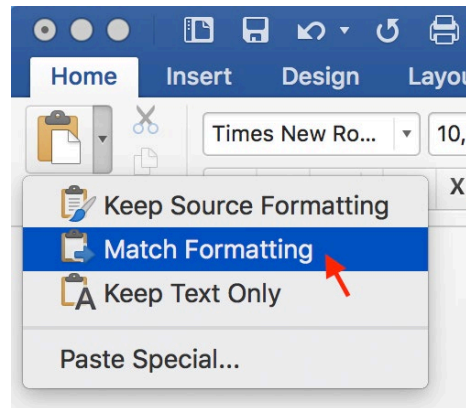 Home Insert Design Layou
Times New Ro... 10,
X
Keep Source Formatting
Match Formatting
A Keep Text Only
Paste Special...